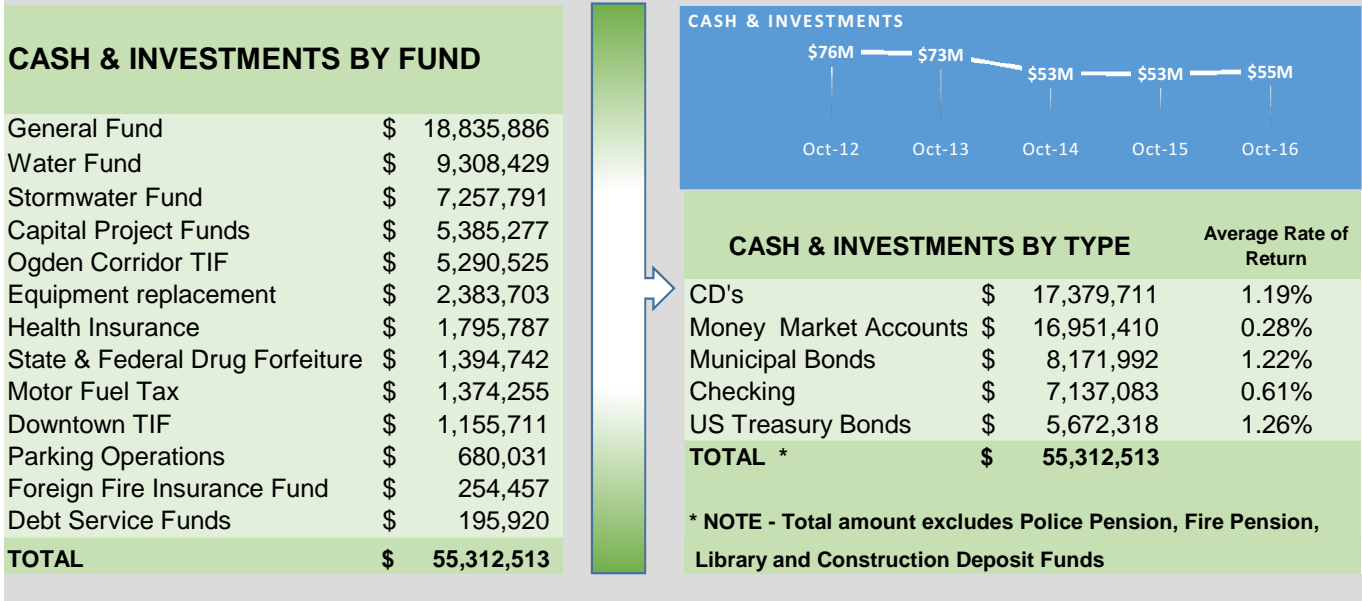 CASH & INVESTMENTS BY FUND
General Fund $ 18,835,886
Water Fund $ 9,308,429
Stormwater Fund $ 7,257,791
Capital Project Funds $ 5,385,277
Ogden Corridor TIF $ 5,290,525
Equipment replacement $ 2,383,703
Health Insurance $ 1,795,787
State & Federal Drug Forfeiture $ 1,394,742
Motor Fuel Tax $ 1,374,255
Downtown TIF $ 1,155,711
Parking Operations $ 680,031
Foreign Fire Insurance Fund $ 254,457
Debt Service Funds $ 195,920
TOTAL $ 55,312,513
CASH & INVESTMENTS
$76M $73M $53M $53M $55M
Oct-12 Oct-13 Oct-14 Oct-15 Oct-16
CASH & INVESTMENTS BY TYPE
Average Rate of
Return
CD's $ 17,379,711 1.19%
Money Market Accounts $ 16,951,410 0.28%
Municipal Bonds $ 8,171,992 1.22%
Checking $ 7,137,083 0.61%
US Treasury Bonds $ 5,672,318 1.26%
TOTAL * $ 55,312,513
* NOTE - Total amount excludes Police Pension, Fire Pension,
Library and Construction Deposit Funds